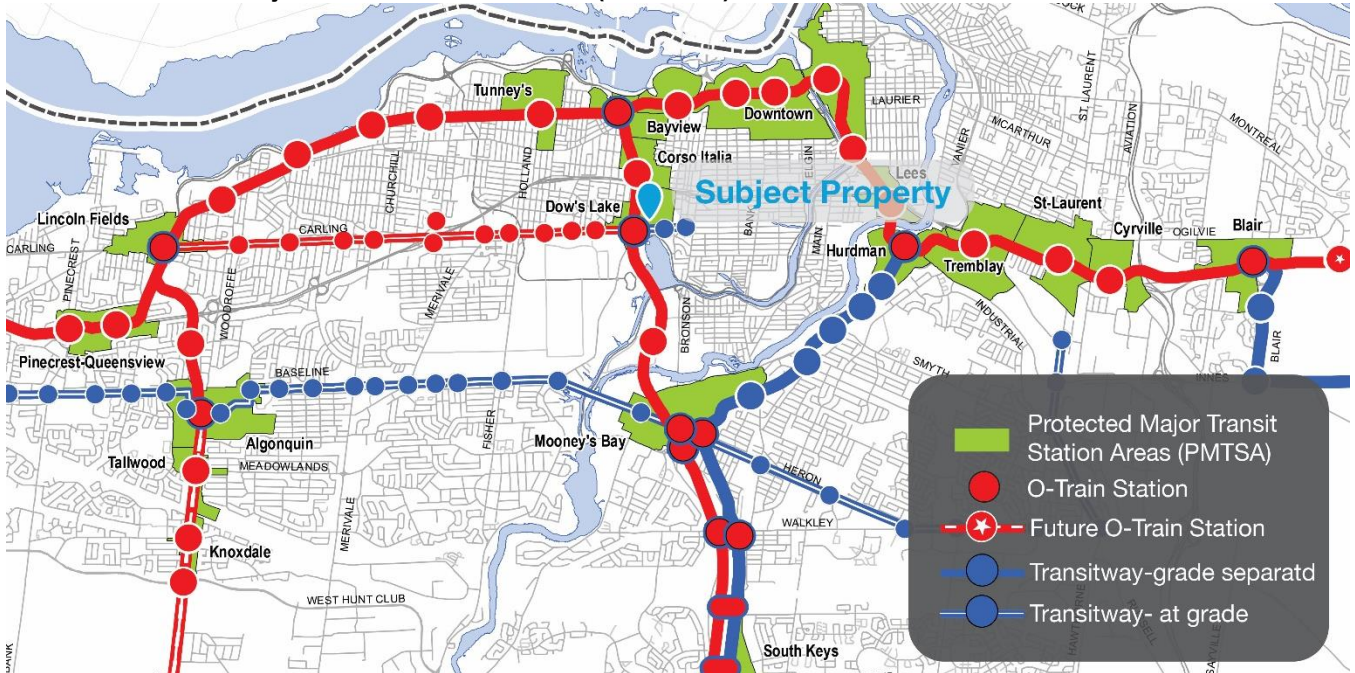 LAURIER
Tunney's
Downtown
MCARTHUR
ST. LAURENT
AVIATION
MONTREAL
Bayview
VANIER
ELGIN
HOLLAND
CHURCHILL
Corso Italia
Lees
Subject Property
Dow's Lake
Lincoln Fields
CARLING
CARLING
MAIN
St-Laurent
Cyrville
OGILVIE
Blair
Hurdman
Tremblay
PINECREST
WOODROFFE
MERIVALE
BRONSON
INDUSTRIAL
Pinecrest-Queensview
BASELINE
SMYTH
BLAIR
INNES
FISHER
Algonquin
Mooney's Bay
Tallwood
MEADOWLANDS
HERON
WALKLEY
Knoxdale
MERIVALE
WEST HUNT CLUB
South Keys
Protected Major Transit
Station Areas (PMTSA)
O-Train Station
Future O-Train Station
Transitway-grade separatd
Transitway- at grade